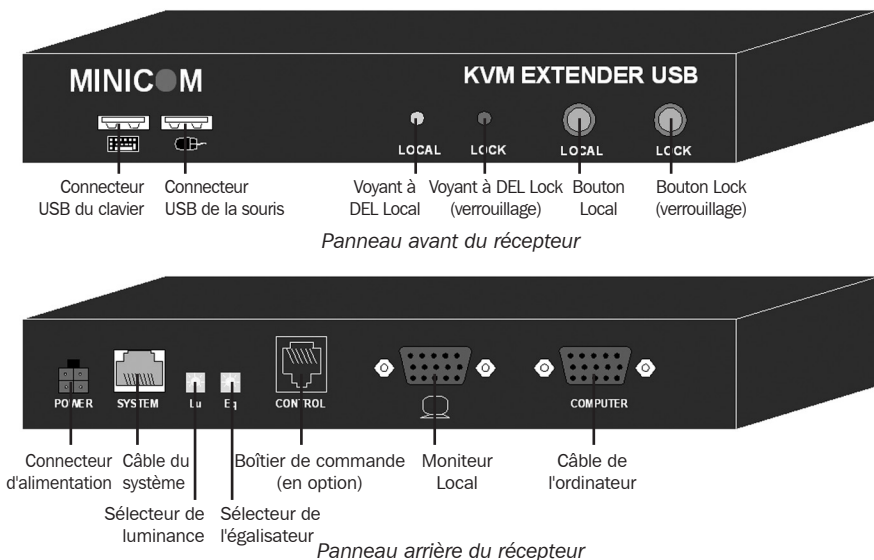 MINICOM
KVM EXTENDER USB
LOCAL LOCK LOCAL LOCK
Connecteur USB du clavier
Connecteur USB de la souris
Voyant à DEL Local
Voyant à DEL Lock (verrouillage)
Bouton Local
Bouton Lock (verrouillage)
Panneau avant du récepteur
POWER SYSTEM Lu Eq CONTROL COMPUTER
Connecteur d'alimentation
Câble du système
Boîtier de commande (en option)
Moniteur Local
Câble de l'ordinateur
Sélecteur de luminance
Sélecteur de l'égalisateur
Panneau arrière du récepteur